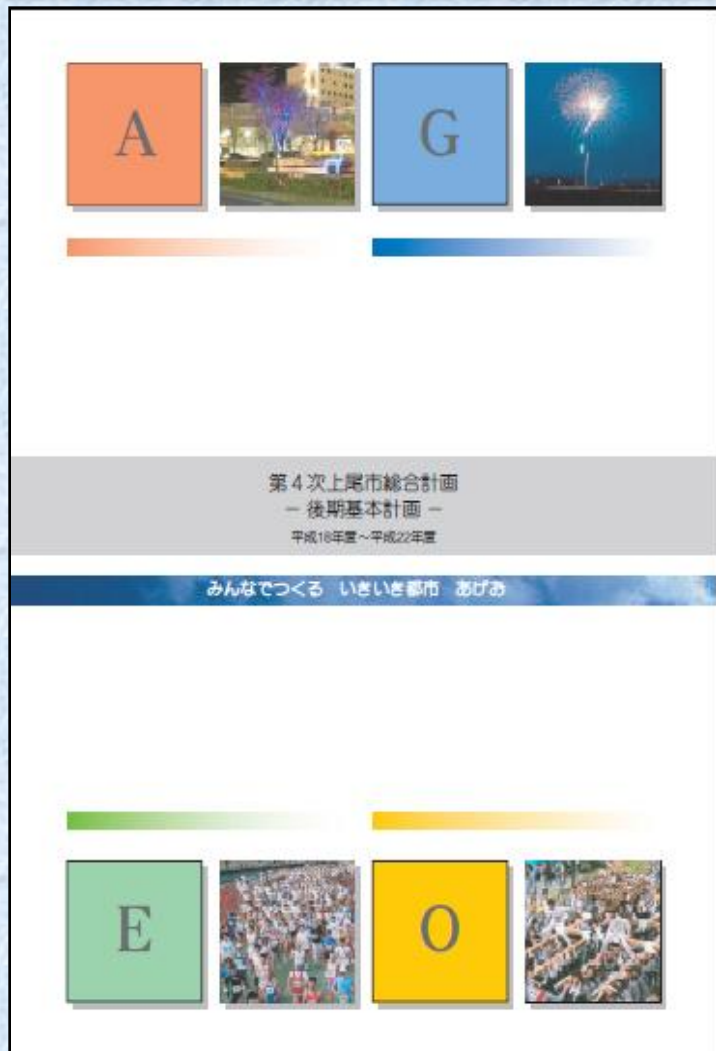 A
G
第4次上尾市総合計画
－ 後期基本計画 －
平成18年度～平成22年度
みんなでつくる　いきいき都市　あげお
E
O